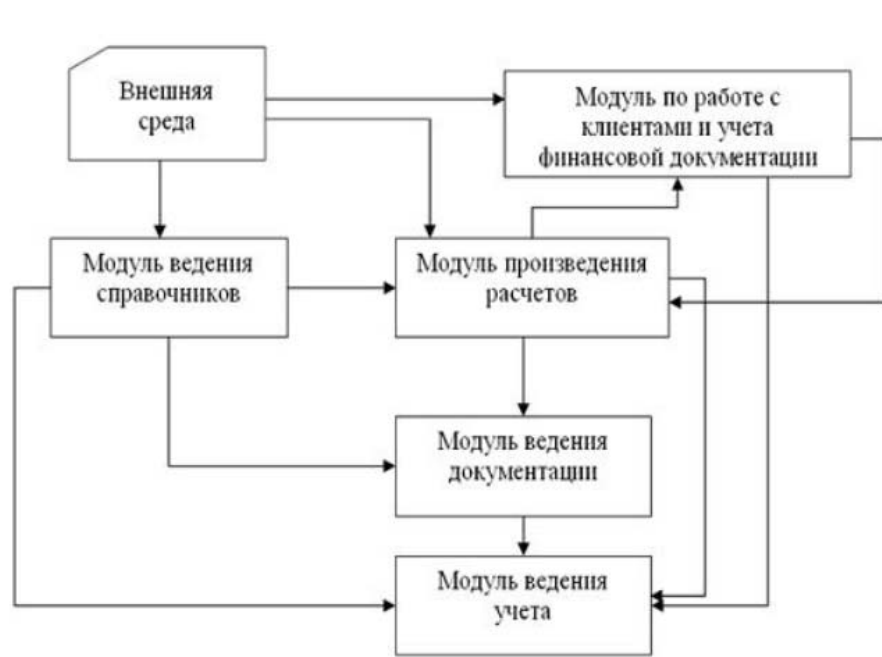 Внешняя
среда
Модуль по работе с
клиентами и учета
финансовой документации
Модуль ведения
справочников
Модуль произведения
расчетов
Модуль ведения
документации
Модуль ведения
учета